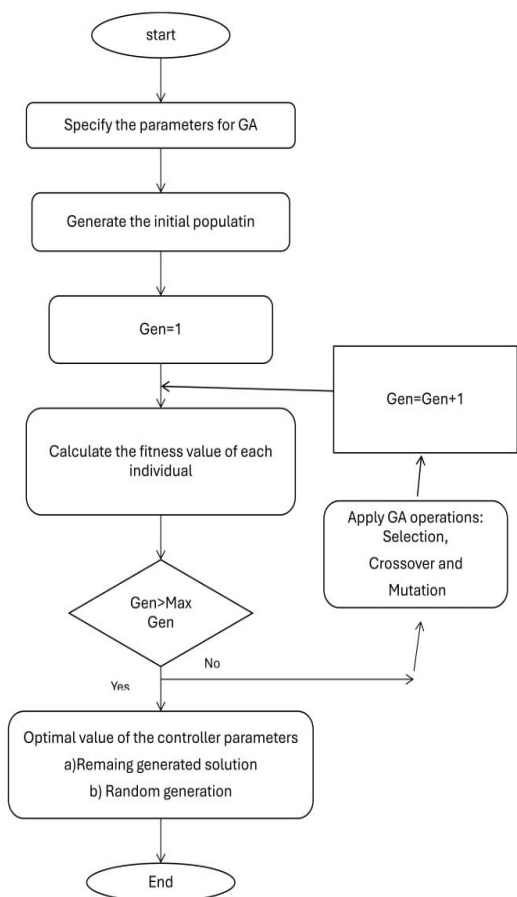 start
Specify the parameters for GA
Generate the initial populatin
Gen=1
Gen=Gen+1
Calculate the fitness value of each
individual
Apply GA operations:
Selection,
Crossover and
Mutation
Gen>Max
Gen
No
Yes
Optimal value of the controller parameters
a)Remaing generated solution
b) Random generation
End